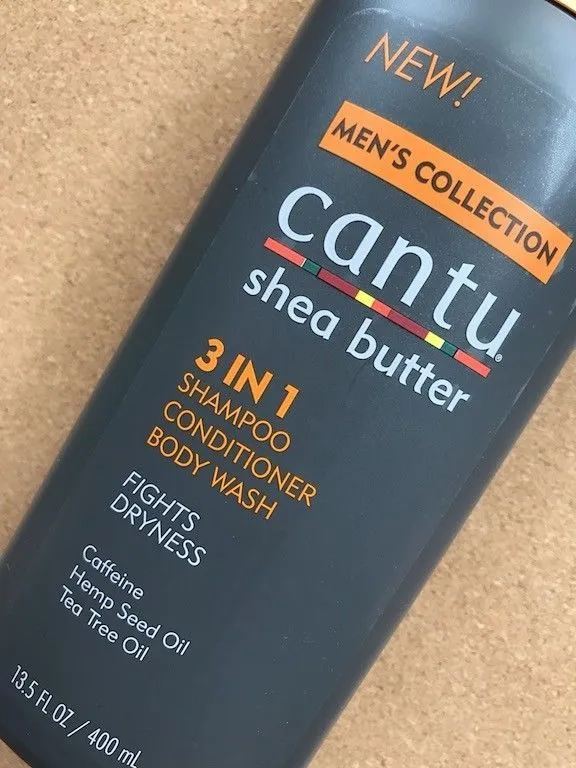 NEW!
MEN'S COLLECTION
cantu®
shea butter
3 IN 1
SHAMPOO
CONDITIONER
BODY WASH
FIGHTS
DRYNESS
Caffeine
Hemp Seed Oil
Tea Tree Oil
13.5 FL OZ / 400 mL